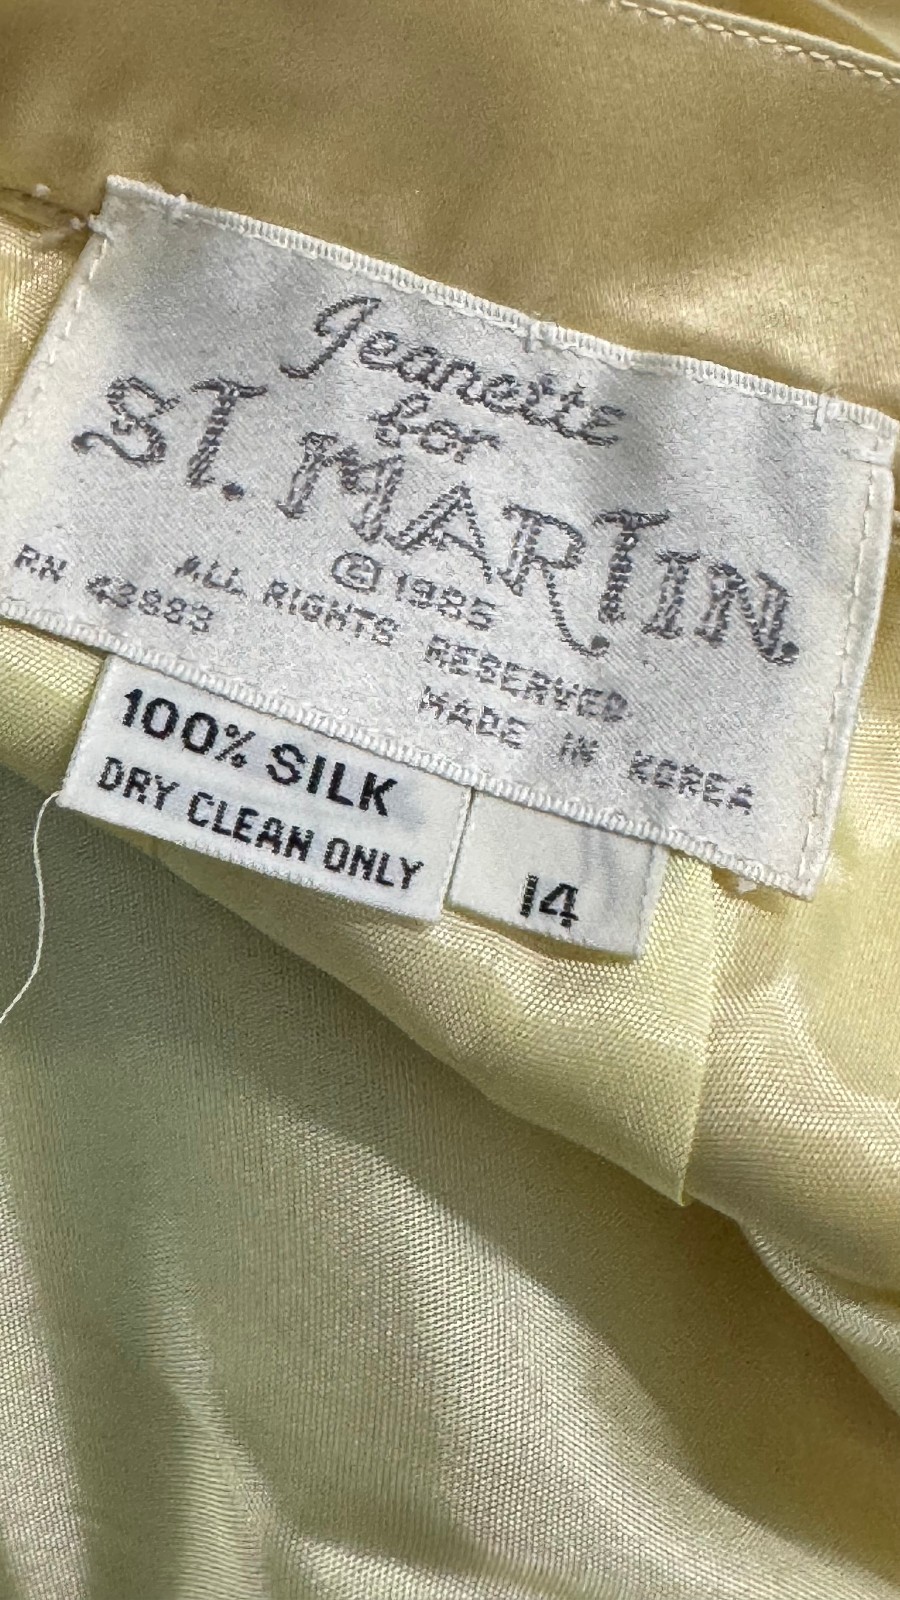 Jeanette
for
ST. MARTIN.
© 1985
RN 43883 ALL RIGHTS RESERVED
MADE IN KOREA
100% SILK
DRY CLEAN ONLY
14